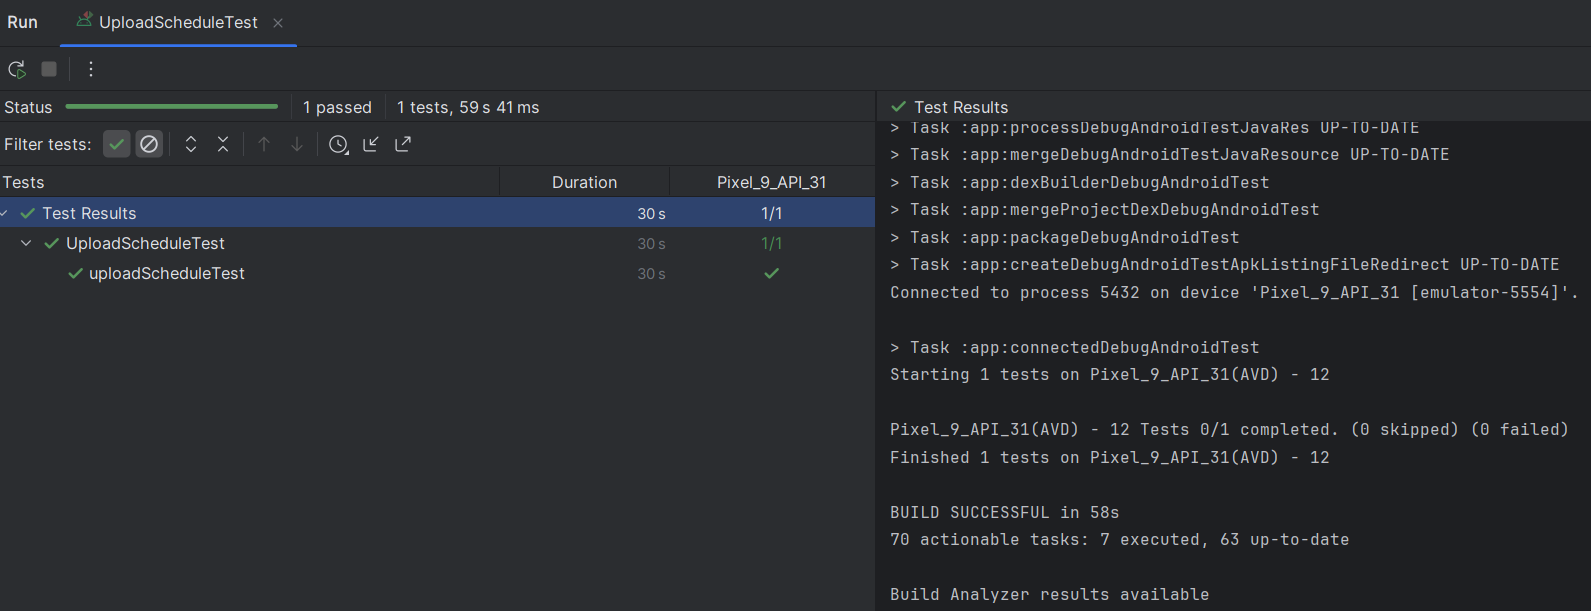 Run
UploadScheduleTest
Status
1 passed
1 tests, 59 s 41 ms
Filter tests:
Tests
Duration
Pixel_9_API_31
Test Results
30 s
1/1
UploadScheduleTest
30 s
1/1
uploadScheduleTest
30 s
Test Results
> Task :app:processDebugAndroidTestJavaRes UP-TO-DATE
> Task :app:mergeDebugAndroidTestJavaResource UP-TO-DATE
> Task :app:dexBuilderDebugAndroidTest
> Task :app:mergeProjectDexDebugAndroidTest
> Task :app:packageDebugAndroidTest
> Task :app:createDebugAndroidTestApkListingFileRedirect UP-TO-DATE
Connected to process 5432 on device 'Pixel_9_API_31 [emulator-5554]'.
> Task :app:connectedDebugAndroidTest
Starting 1 tests on Pixel_9_API_31(AVD) - 12
Pixel_9_API_31(AVD) - 12 Tests 0/1 completed. (0 skipped) (0 failed)
Finished 1 tests on Pixel_9_API_31(AVD) - 12
BUILD SUCCESSFUL in 58s
70 actionable tasks: 7 executed, 63 up-to-date
Build Analyzer results available